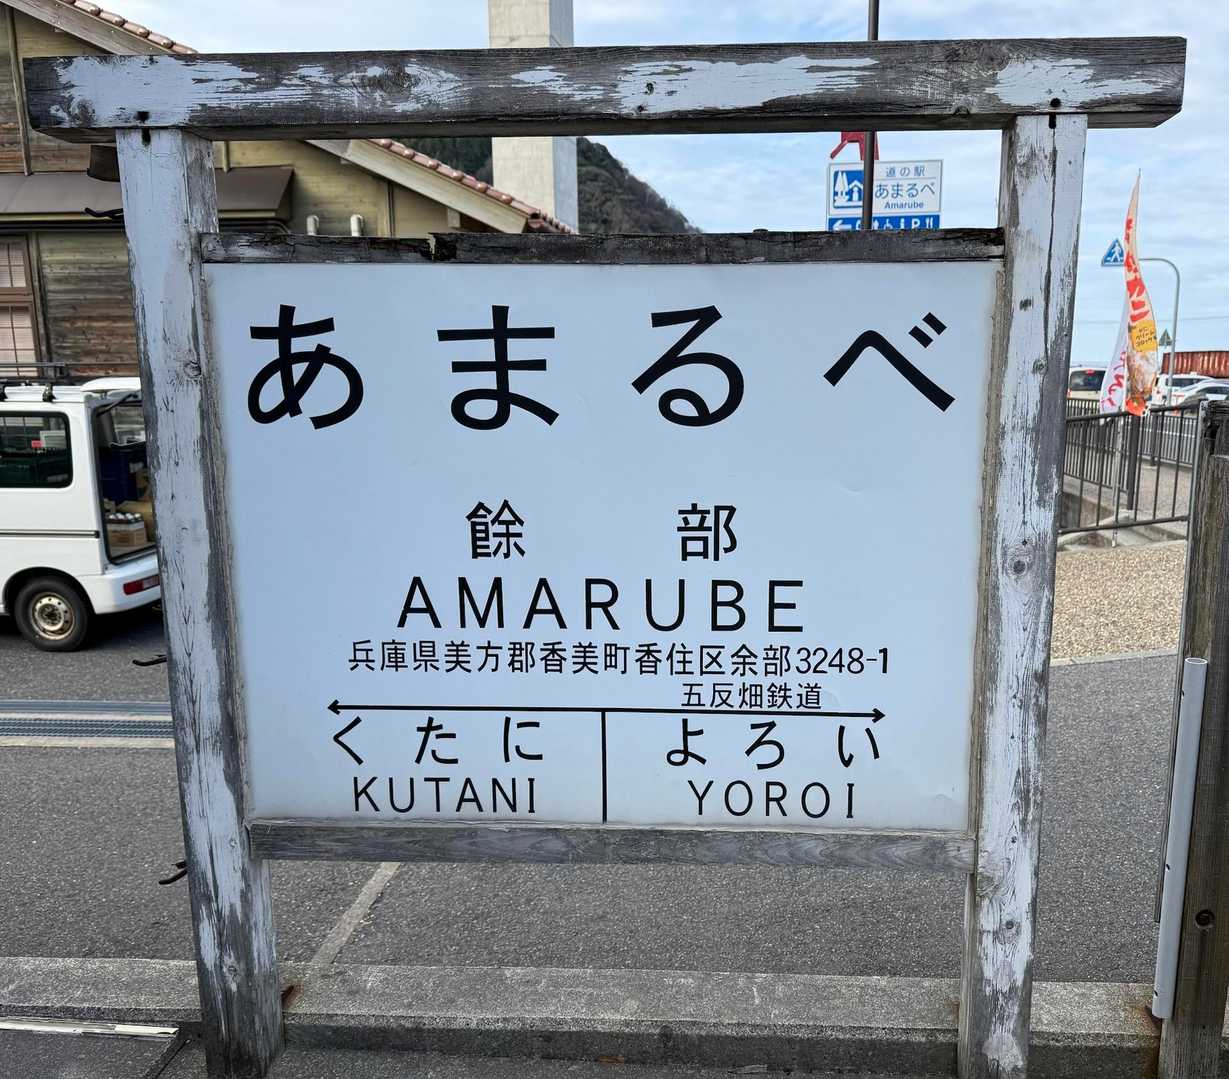 道の駅
あまるべ
Amarube
あまるべ
餘部
AMARUBE
兵庫県美方郡香美町香住区余部3248-1
五反畑鉄道
くたに よろい
KUTANI YOROI